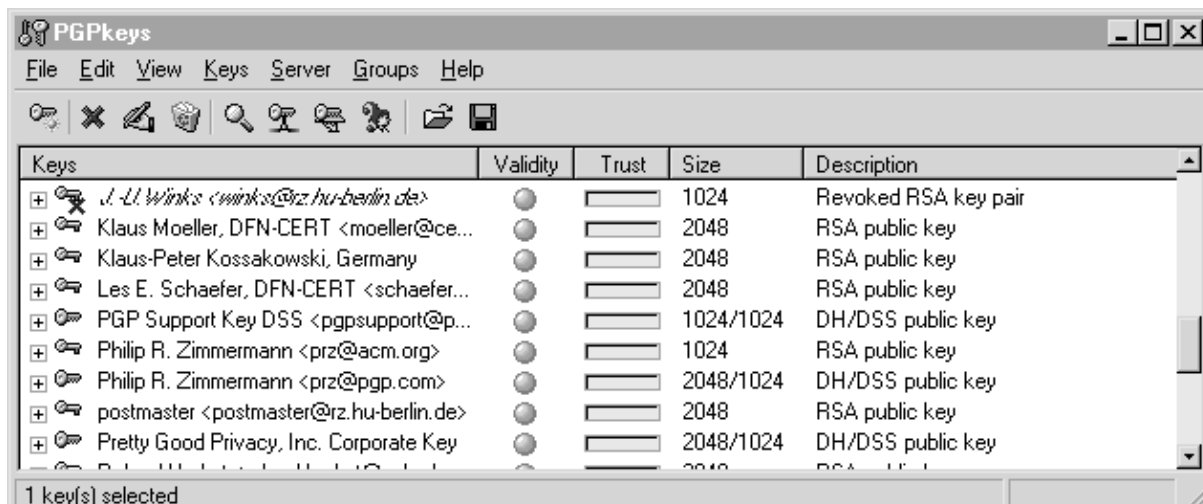 PGPkeys
File Edit View Keys Server Groups Help
Keys Validity Trust Size Description
J.-U. Winks <winks@rz.hu-berlin.de> 1024 Revoked RSA key pair
Klaus Moeller, DFN-CERT <moeller@ce... 2048 RSA public key
Klaus-Peter Kossakowski, Germany 2048 RSA public key
Les E. Schaefer, DFN-CERT <schaefer... 2048 RSA public key
PGP Support Key DSS <pgpsupport@p... 1024/1024 DH/DSS public key
Philip R. Zimmermann <prz@acm.org> 1024 RSA public key
Philip R. Zimmermann <prz@pgp.com> 2048/1024 DH/DSS public key
postmaster <postmaster@rz.hu-berlin.de> 2048 RSA public key
Pretty Good Privacy, Inc. Corporate Key 2048/1024 DH/DSS public key
1 key(s) selected